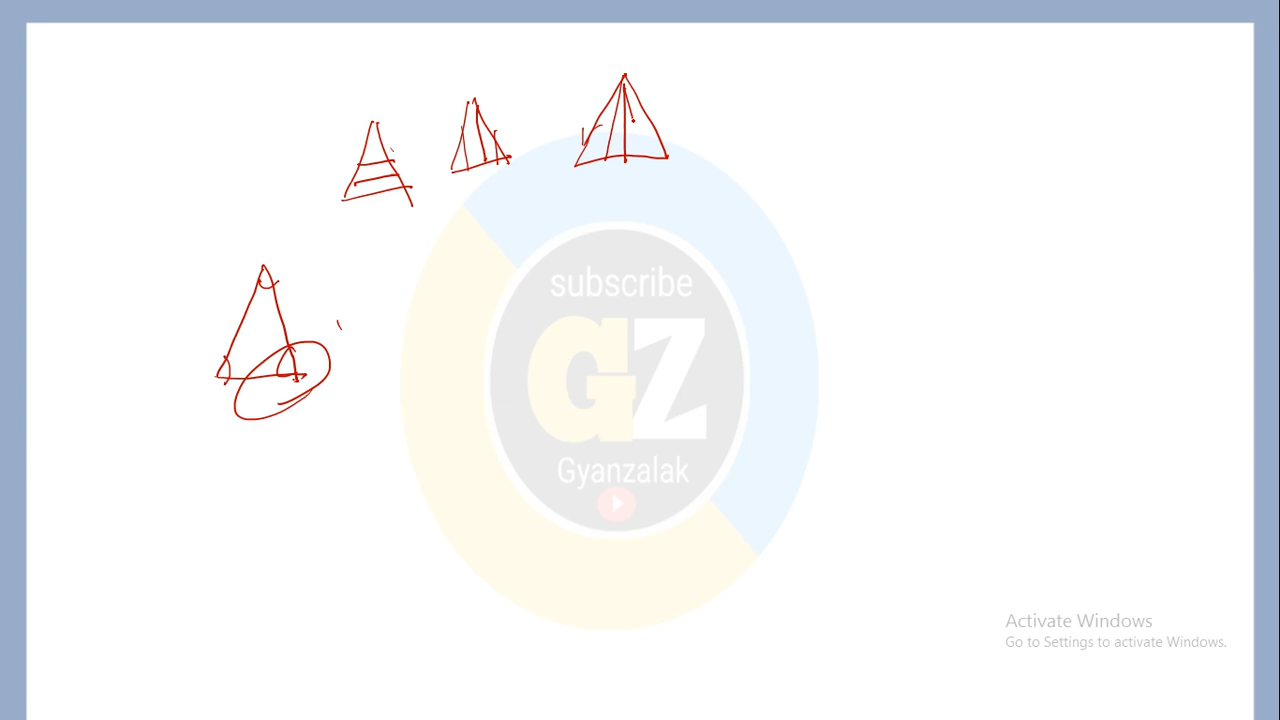 subscribe
GZ
Gyanzalak
Activate Windows
Go to Settings to activate Windows.